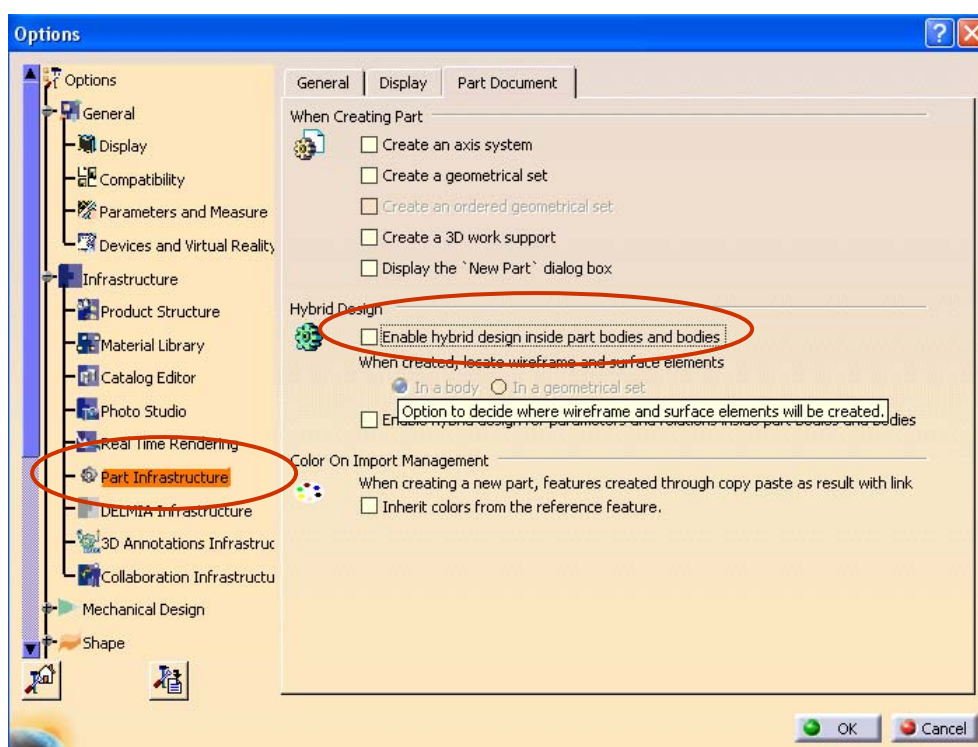 Options
Options
General
Display
Compatibility
Parameters and Measure
Devices and Virtual Reality
Infrastructure
Product Structure
Material Library
Catalog Editor
Photo Studio
Real Time Rendering
Part Infrastructure
DELMIA Infrastructure
3D Annotations Infrastruc
Collaboration Infrastructu
Mechanical Design
Shape
General Display Part Document
When Creating Part
Create an axis system
Create a geometrical set
Create an ordered geometrical set
Create a 3D work support
Display the `New Part` dialog box
Hybrid Design
Enable hybrid design inside part bodies and bodies
When created, locate wireframe and surface elements
In a body In a geometrical set
Option to decide where wireframe and surface elements will be created.
Enable hybrid design for parameters and relations inside part bodies and bodies
Color On Import Management
When creating a new part, features created through copy paste as result with link
Inherit colors from the reference feature.
OK Cancel